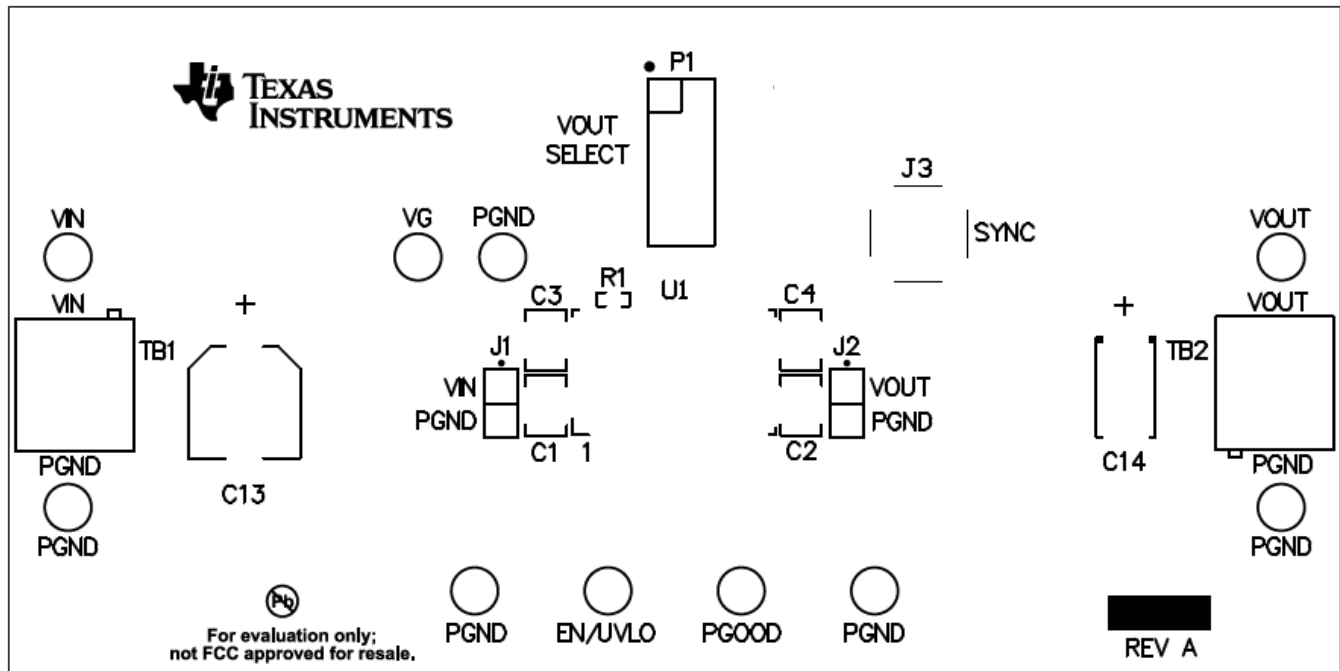 TEXAS
INSTRUMENTS
P1
VOUT
SELECT
J3
SYNC
VIN
VG
PGND
VOUT
VIN
TB1
+
C3
R1
U1
C4
+
VOUT
TB2
J1
VIN
PGND
J2
VOUT
PGND
C1
1
C2
PGND
C13
C14
PGND
PGND
PGND
Pb
For evaluation only;
not FCC approved for resale.
PGND
EN/UVLO
PGOOD
PGND
REV A